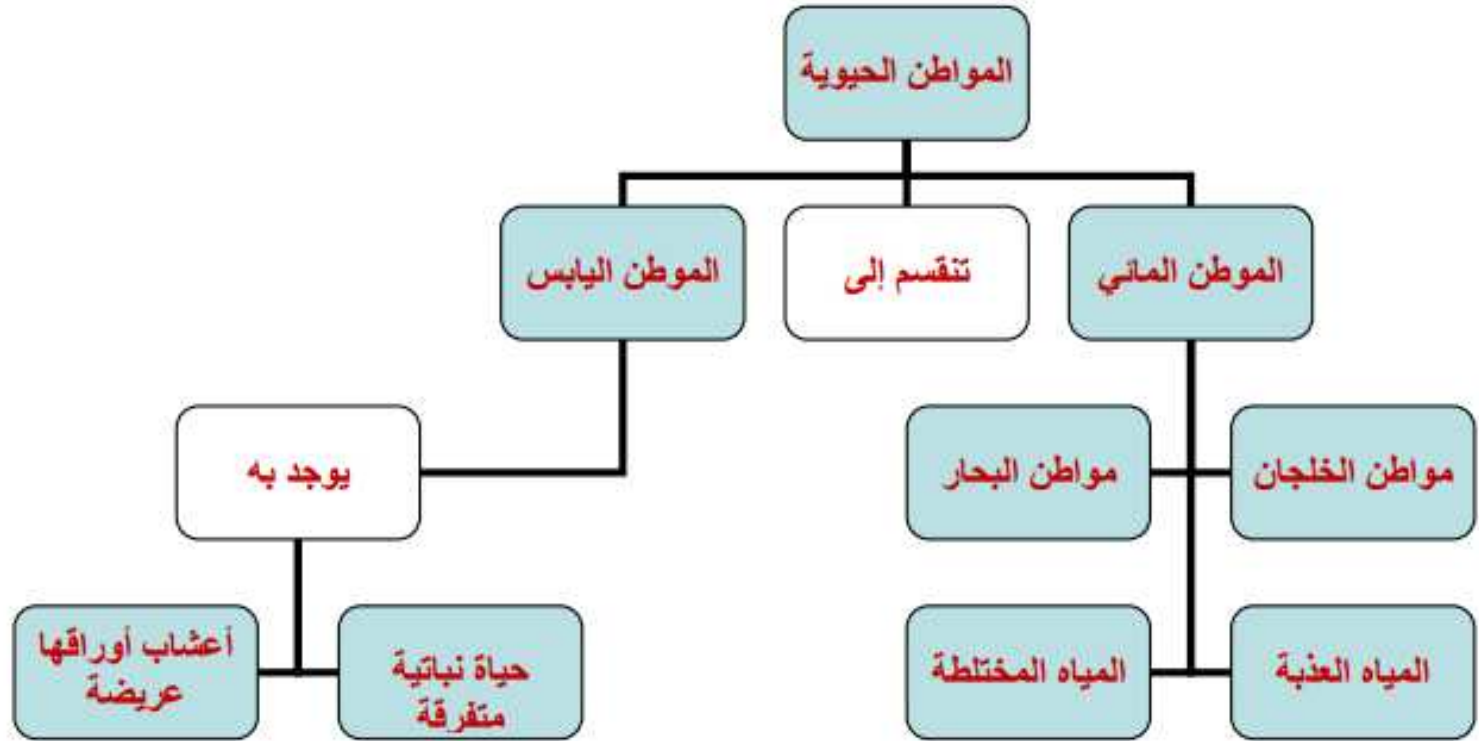 المواطن الحيوية
الموطن المائي
تنقسم إلى
الموطن اليابس
مواطن الخلجان
مواطن البحار
يوجد به
المياه العذبة
المياه المختلطة
حياة نباتية
متفرقة
أعشاب أوراقها
عريضة